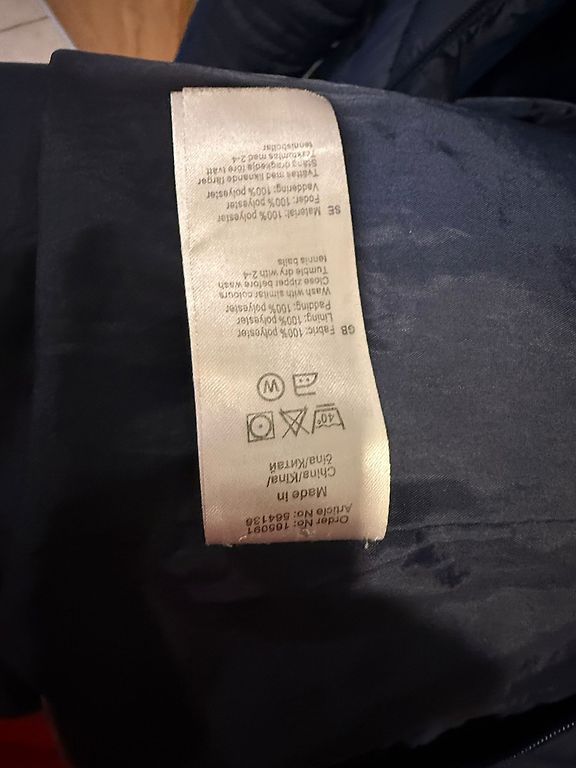 Order No: 165091
Article No: 564136
Made in
China/Kina/
čína/Китай
40°
W
GB Fabric: 100% polyester
Lining: 100% polyester
Padding: 100% polyester
Wash with similar colours
Close zipper before wash
Tumble dry with 2-4
tennis balls
SE Material: 100% polyester
Foder: 100% polyester
Vaddering: 100% polyester
Tvättas med liknande färger
Stäng dragkedja före tvätt
Torktumlas med 2-4
tennisbollar